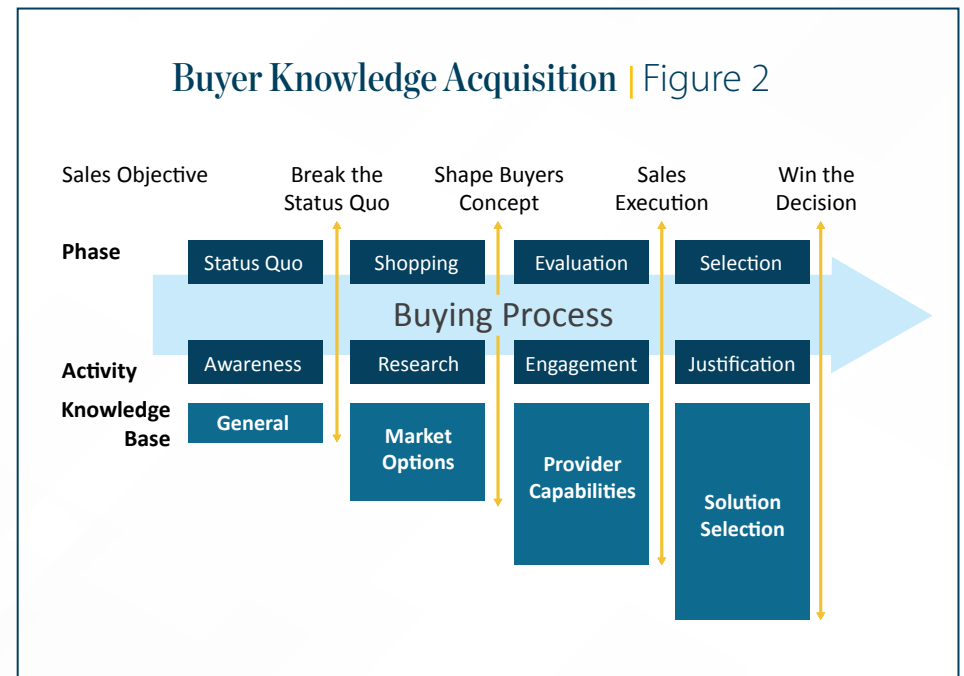 Buyer Knowledge Acquisition | Figure 2
Sales Objective
Break the
Status Quo
Shape Buyers
Concept
Sales
Execution
Win the
Decision
Phase
Status Quo
Shopping
Evaluation
Selection
Buying Process
Activity
Awareness
Research
Engagement
Justification
Knowledge
Base
General
Market
Options
Provider
Capabilities
Solution
Selection